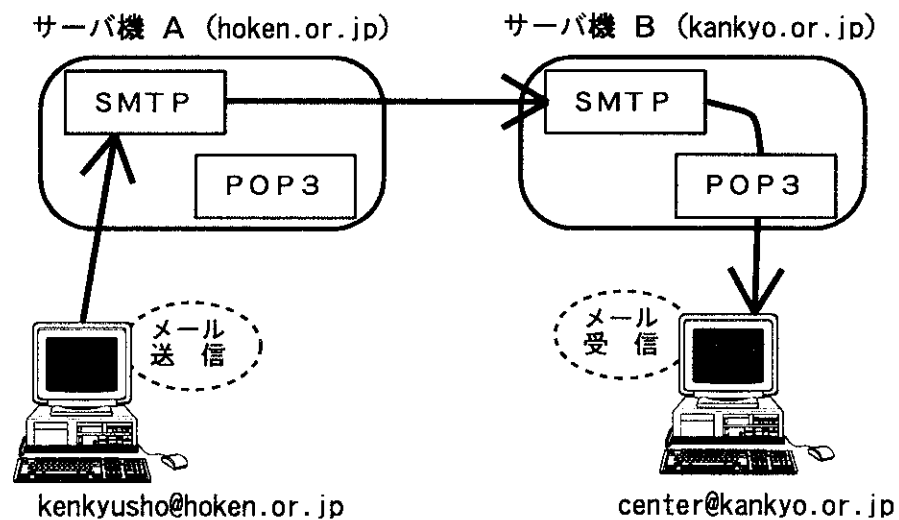 サーバ機 A (hoken.or.jp)
サーバ機 B (kankyo.or.jp)
SMTP
SMTP
POP3
POP3
メール
送 信
メール
受 信
kenkyusho@hoken.or.jp
center@kankyo.or.jp